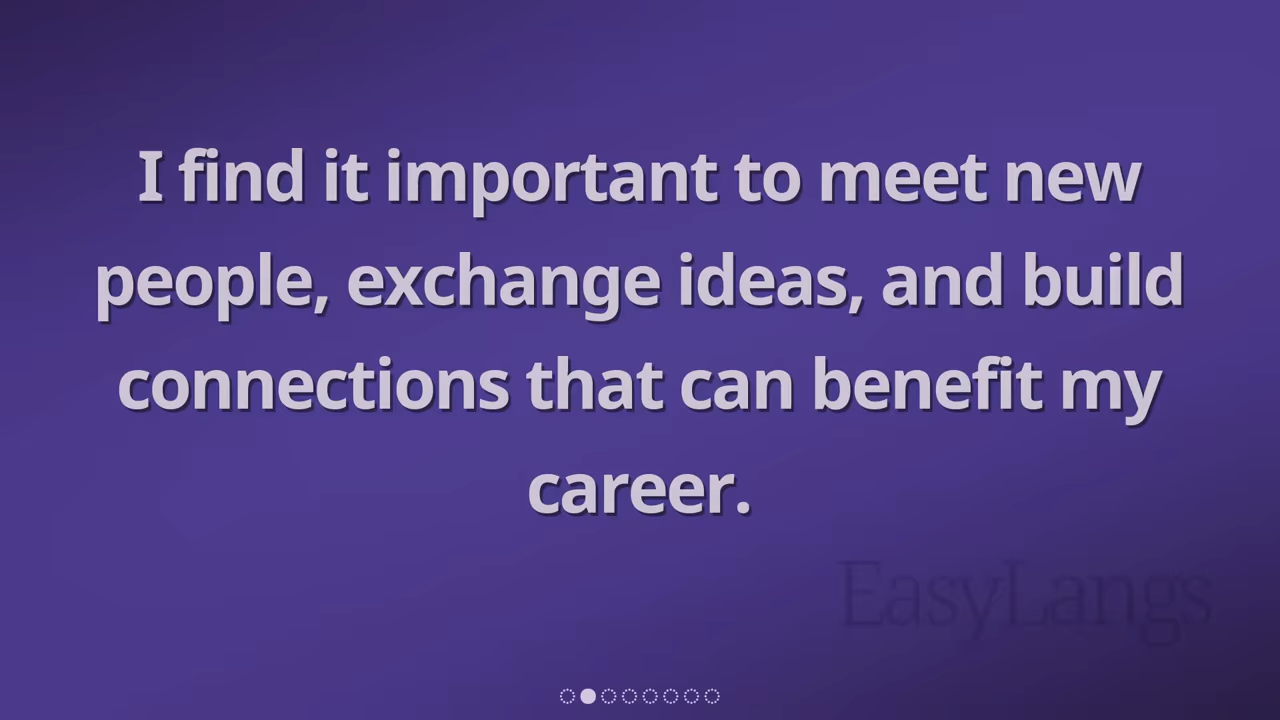 I find it important to meet new
people, exchange ideas, and build
connections that can benefit my
career.
EasyLangs